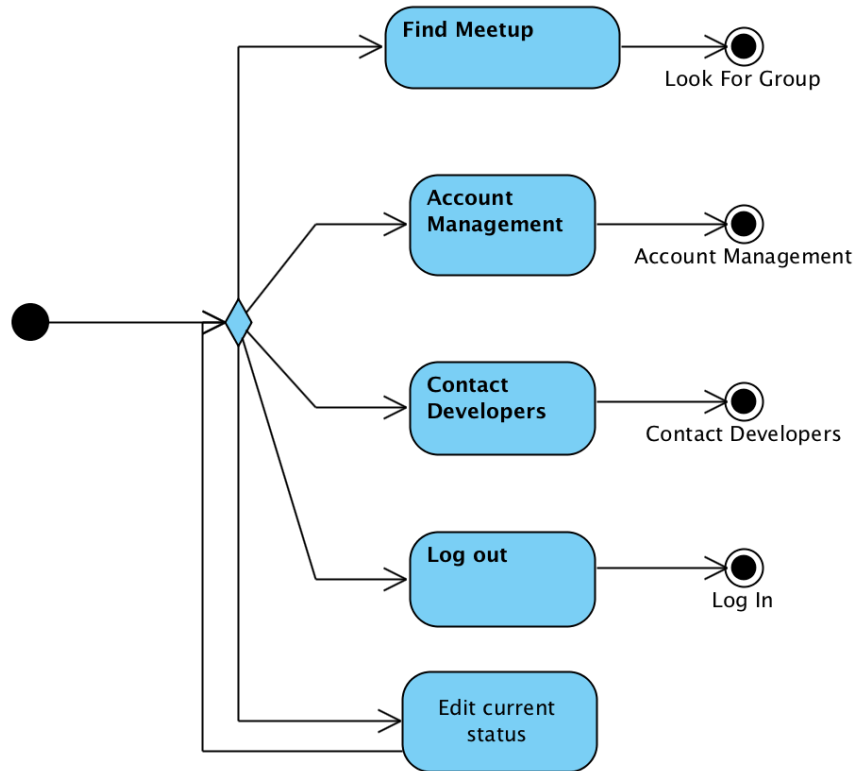 Find Meetup
Look For Group
Account
Management
Account Management
Contact
Developers
Contact Developers
Log out
Log In
Edit current
status